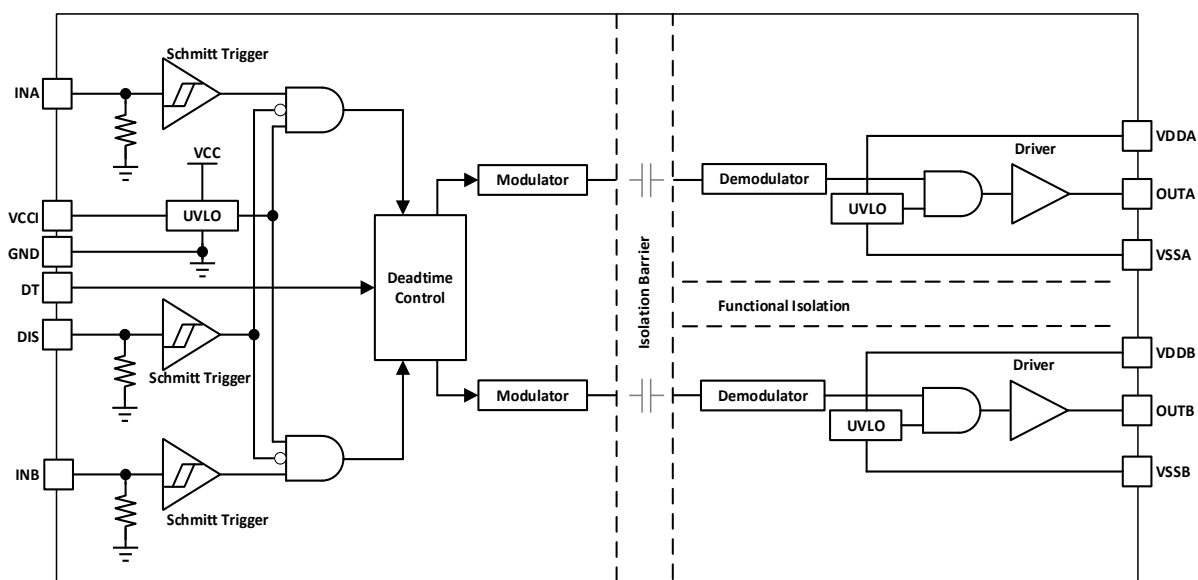 Schmitt Trigger
INA
VCC
VCCI
UVLO
GND
DT
DIS
Schmitt Trigger
INB
Schmitt Trigger
Deadtime
Control
Modulator
Modulator
Isolation Barrier
Demodulator
UVLO
Driver
VDDA
OUTA
VSSA
Functional Isolation
Demodulator
UVLO
Driver
VDDB
OUTB
VSSB